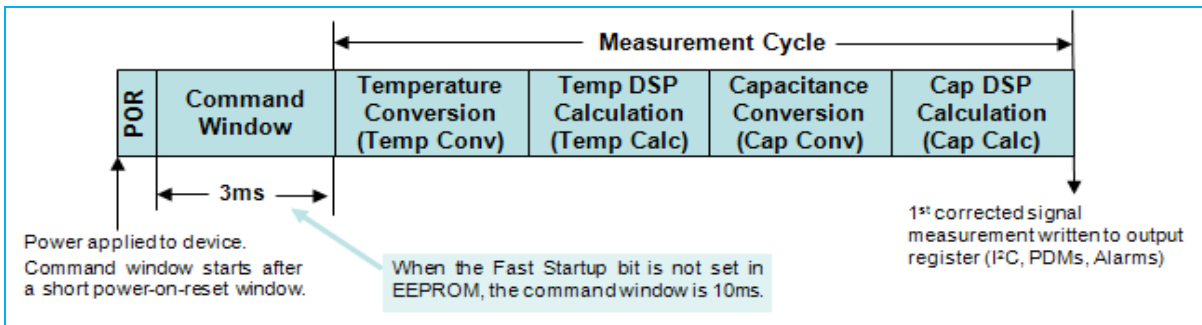 Measurement Cycle
POR
Command
Window
Temperature
Conversion
(Temp Conv)
Temp DSP
Calculation
(Temp Calc)
Capacitance
Conversion
(Cap Conv)
Cap DSP
Calculation
(Cap Calc)
3ms
Power applied to device.
Command window starts after
a short power-on-reset window.
When the Fast Startup bit is not set in
EEPROM, the command window is 10ms.
1st corrected signal
measurement written to output
register (I²C, PDMs, Alarms)